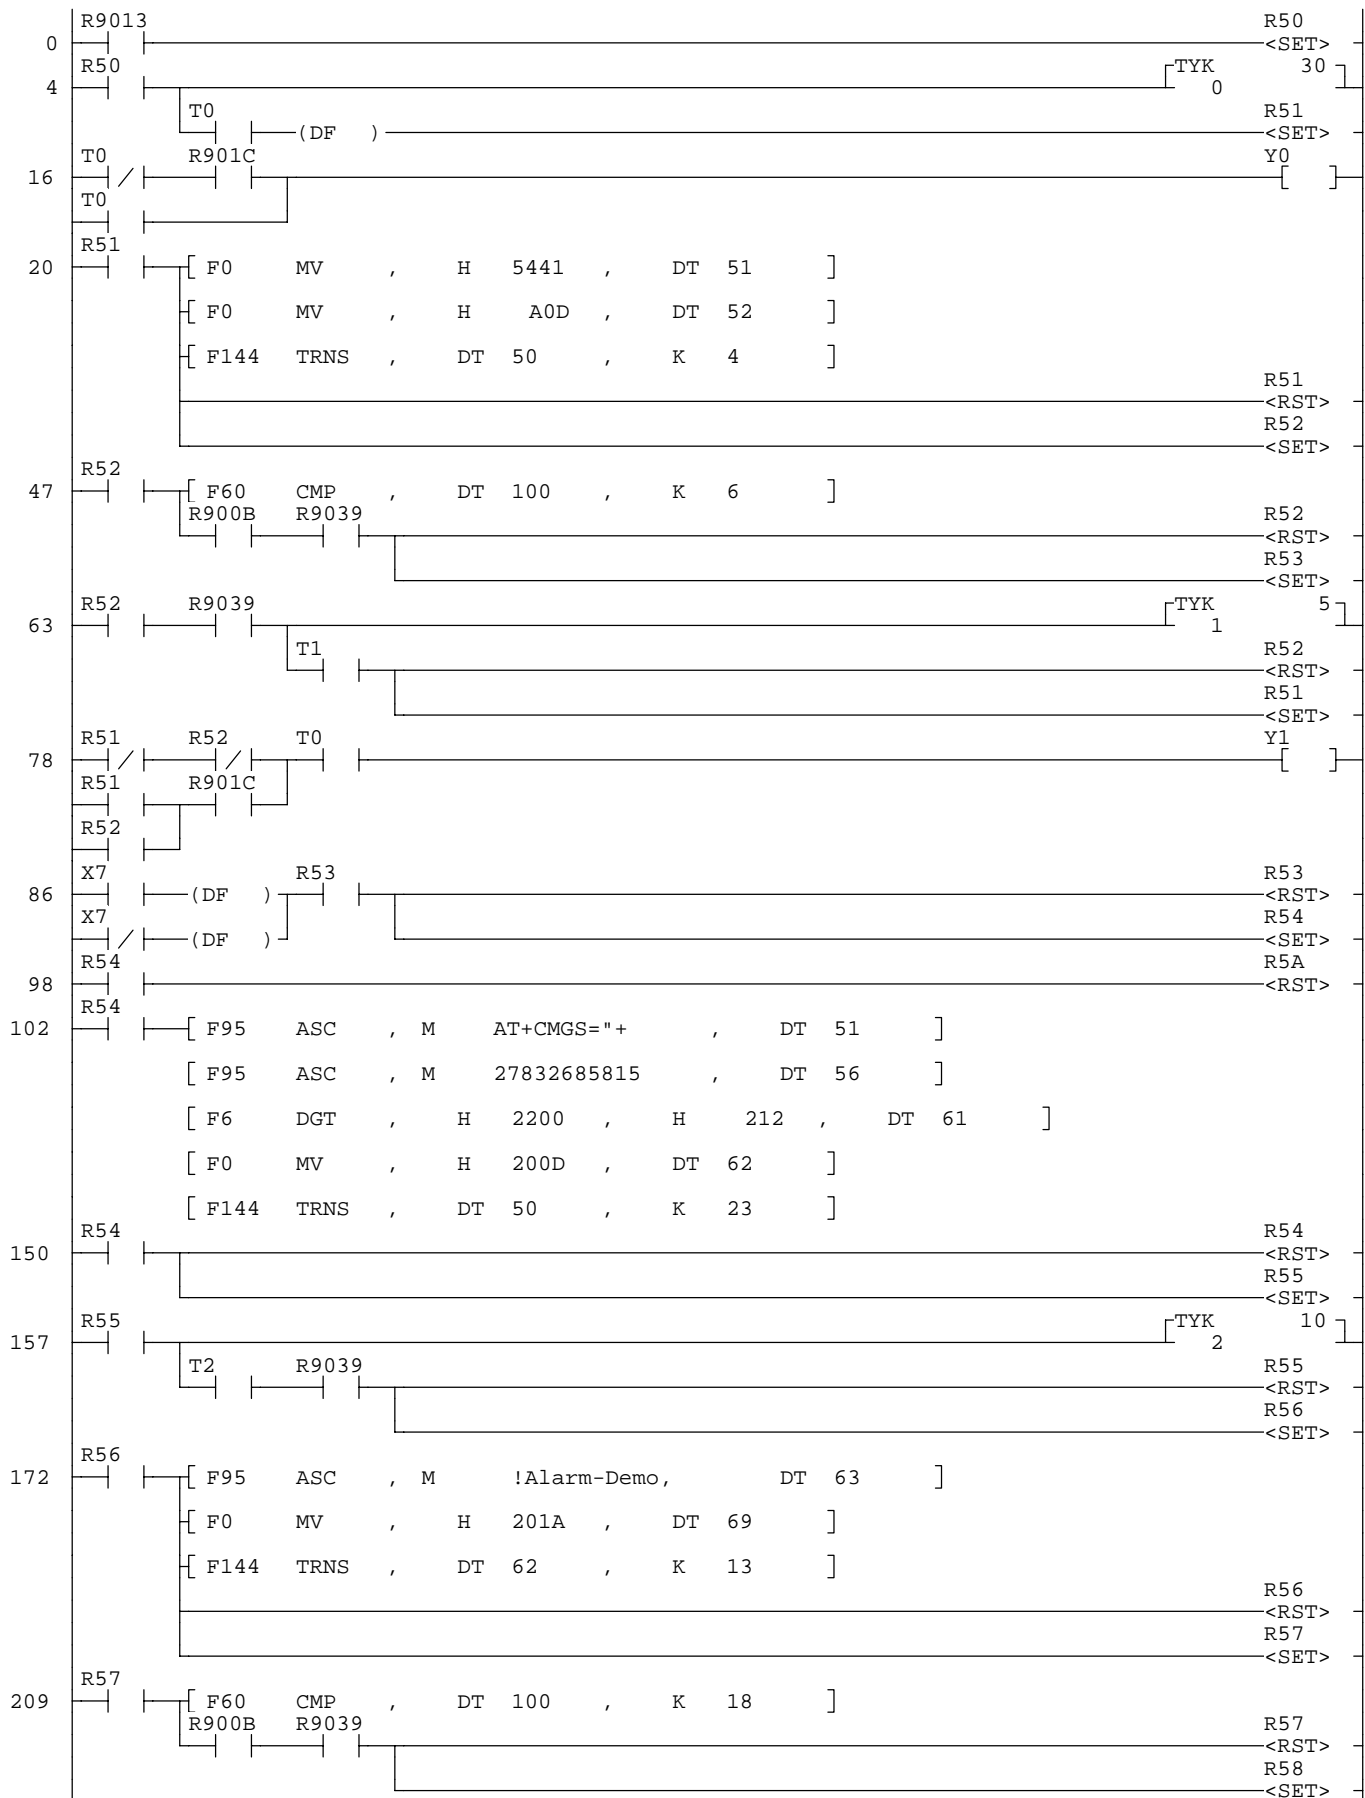 R9013 R50
0 <SET>
R50 TYK 30
4 0
T0 R51
(DF ) <SET>
T0 R901C Y0
16 [ ]
T0
R51
20 [ F0 MV , H 5441 , DT 51 ]
[ F0 MV , H A0D , DT 52 ]
[ F144 TRNS , DT 50 , K 4 ]
R51
<RST>
R52
<SET>
R52
47 [ F60 CMP , DT 100 , K 6 ]
R900B R9039 R52
<RST>
R53
<SET>
R52 R9039 TYK 5
63 1
T1 R52
<RST>
R51
<SET>
R51 R52 T0 Y1
78 [ ]
R51 R901C
R52
X7 R53 R53
86 (DF ) <RST>
X7 R54
(DF ) <SET>
R54 R5A
98 <RST>
R54
102 [ F95 ASC , M AT+CMGS="+ , DT 51 ]
[ F95 ASC , M 27832685815 , DT 56 ]
[ F6 DGT , H 2200 , H 212 , DT 61 ]
[ F0 MV , H 200D , DT 62 ]
[ F144 TRNS , DT 50 , K 23 ]
R54 R54
150 <RST>
R55
<SET>
R55 TYK 10
157 2
T2 R9039 R55
<RST>
R56
<SET>
R56
172 [ F95 ASC , M !Alarm-Demo, DT 63 ]
[ F0 MV , H 201A , DT 69 ]
[ F144 TRNS , DT 62 , K 13 ]
R56
<RST>
R57
<SET>
R57
209 [ F60 CMP , DT 100 , K 18 ]
R900B R9039 R57
<RST>
R58
<SET>